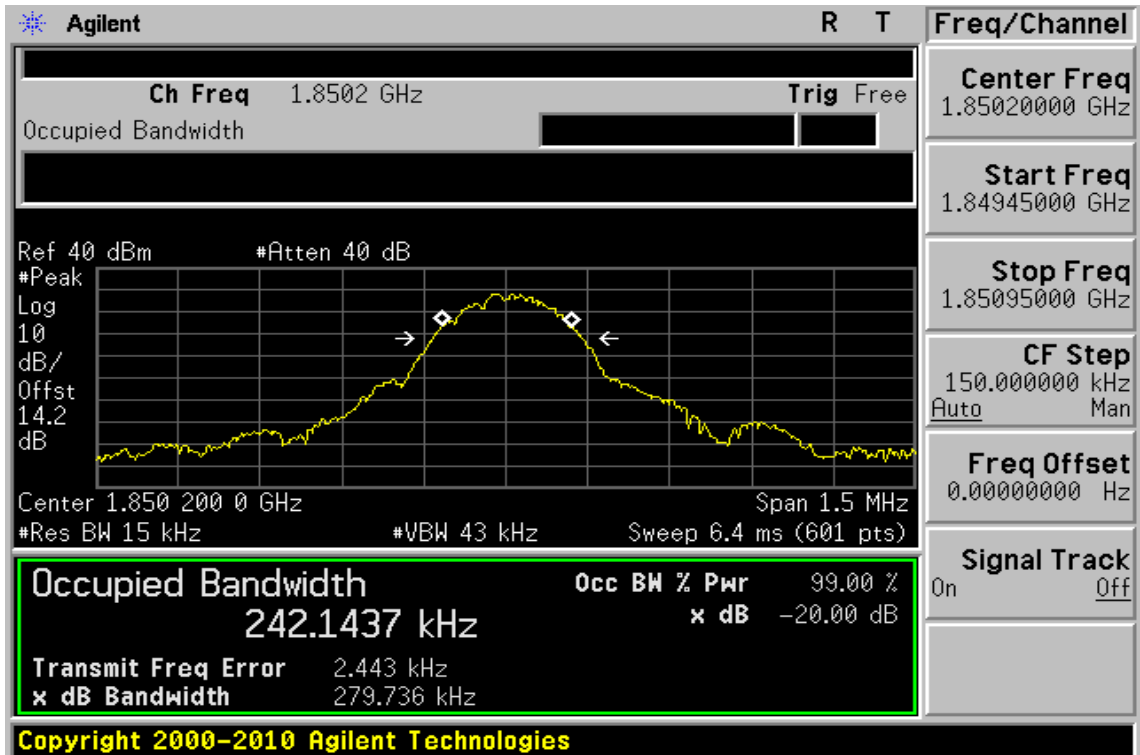 Agilent R T
Ch Freq 1.8502 GHz Trig Free
Occupied Bandwidth
Ref 40 dBm #Atten 40 dB
#Peak
Log
10
dB/
Offst
14.2
dB
Center 1.850 200 0 GHz Span 1.5 MHz
#Res BW 15 kHz #VBW 43 kHz Sweep 6.4 ms (601 pts)
Occupied Bandwidth
242.1437 kHz
Occ BW % Pwr 99.00 %
x dB -20.00 dB
Transmit Freq Error 2.443 kHz
x dB Bandwidth 279.736 kHz
Copyright 2000-2010 Agilent Technologies
Freq/Channel
Center Freq
1.85020000 GHz
Start Freq
1.84945000 GHz
Stop Freq
1.85095000 GHz
CF Step
150.000000 kHz
Auto Man
Freq Offset
0.00000000 Hz
Signal Track
On Off